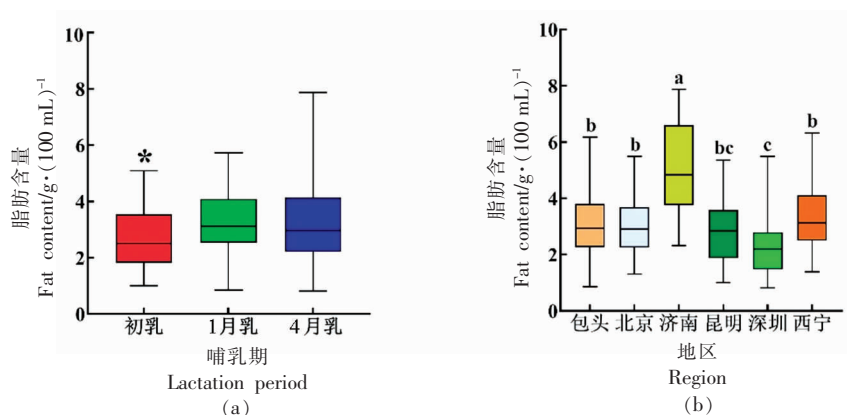 10
8
6
4
2
0
脂肪含量
Fat content/g·(100 mL)⁻¹
*
初乳 1月乳 4月乳
哺乳期
Lactation period
(a)
10
8
6
4
2
0
脂肪含量
Fat content/g·(100 mL)⁻¹
b b a bc c b
包头 北京 济南 昆明 深圳 西宁
地区
Region
(b)